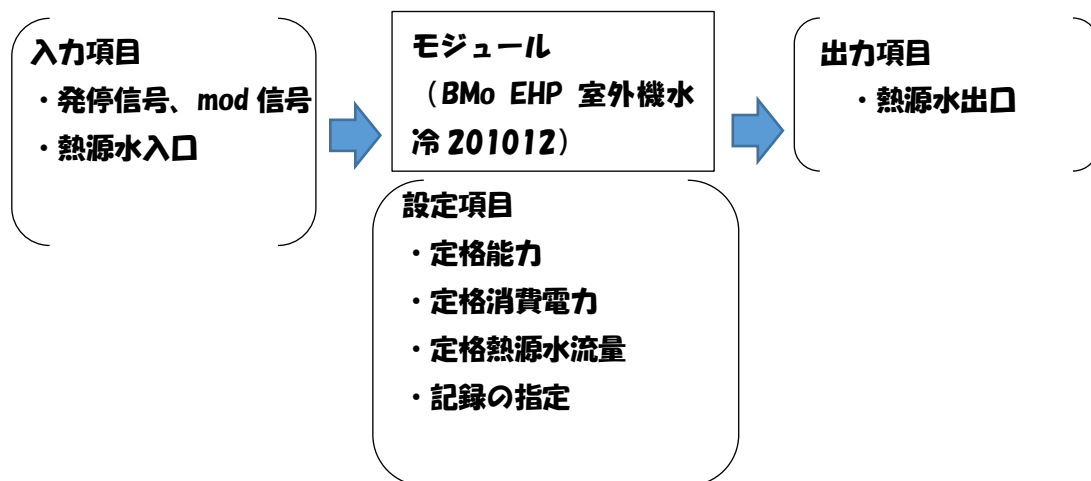 入力項目
・発停信号、mod 信号
・熱源水入口
モジュール
（BMo EHP 室外機水
冷 201012）
設定項目
・定格能力
・定格消費電力
・定格熱源水流量
・記録の指定
出力項目
・熱源水出口